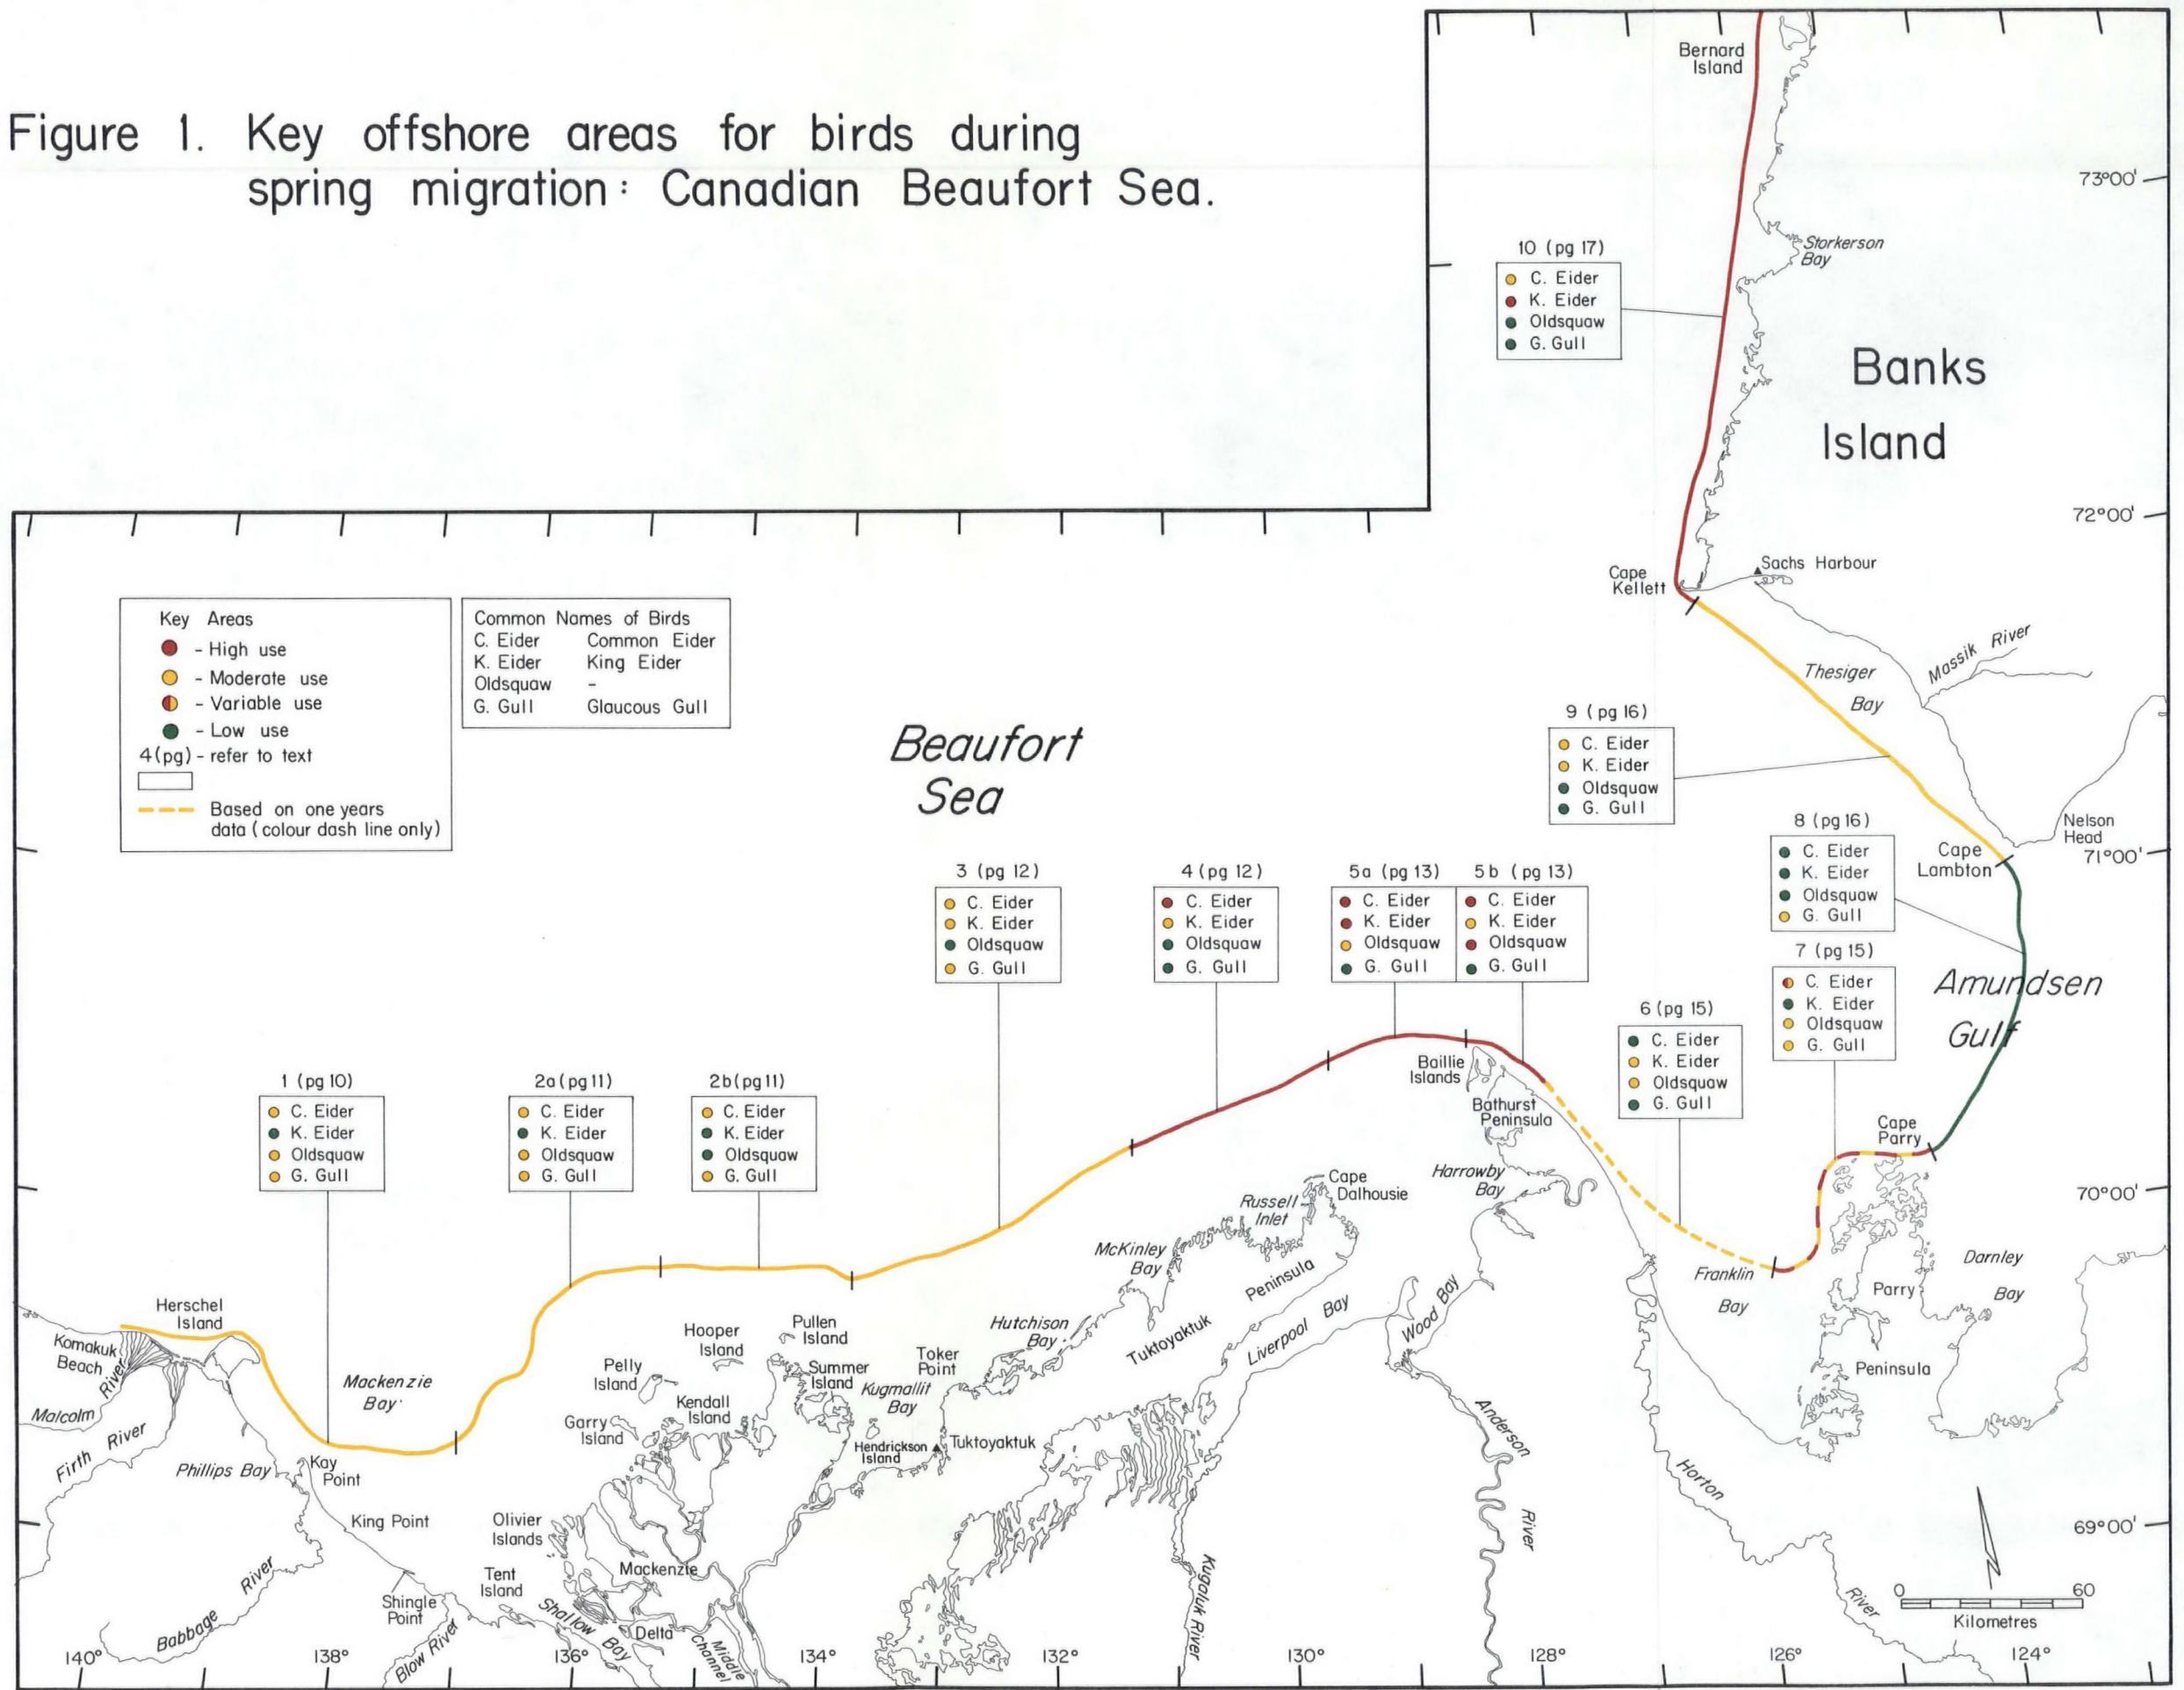 Figure 1. Key offshore areas for birds during
spring migration: Canadian Beaufort Sea.
Bernard
Island
73°00'
Storkerson
Bay
10 (pg 17)
C. Eider
K. Eider
Oldsquaw
G. Gull
Banks
Island
72°00'
Cape
Kellett
Sachs Harbour
Massik River
Thesiger
Bay
Key Areas
- High use
- Moderate use
- Variable use
- Low use
4(pg) - refer to text
Based on one years
data (colour dash line only)
Common Names of Birds
C. Eider Common Eider
K. Eider King Eider
Oldsquaw -
G. Gull Glaucous Gull
Beaufort
Sea
9 (pg 16)
C. Eider
K. Eider
Oldsquaw
G. Gull
Nelson
Head
Cape
Lambton
71°00'
8 (pg 16)
C. Eider
K. Eider
Oldsquaw
G. Gull
3 (pg 12)
C. Eider
K. Eider
Oldsquaw
G. Gull
4 (pg 12)
C. Eider
K. Eider
Oldsquaw
G. Gull
5a (pg 13)
C. Eider
K. Eider
Oldsquaw
G. Gull
5b (pg 13)
C. Eider
K. Eider
Oldsquaw
G. Gull
7 (pg 15)
C. Eider
K. Eider
Oldsquaw
G. Gull
Amundsen
Gulf
6 (pg 15)
C. Eider
K. Eider
Oldsquaw
G. Gull
1 (pg 10)
C. Eider
K. Eider
Oldsquaw
G. Gull
2a (pg 11)
C. Eider
K. Eider
Oldsquaw
G. Gull
2b (pg 11)
C. Eider
K. Eider
Oldsquaw
G. Gull
Baillie
Islands
Bathurst
Peninsula
Cape
Parry
Harrowby
Bay
Cape
Dalhousie
Russell
Inlet
70°00'
McKinley
Bay
Peninsula
Franklin
Bay
Parry
Darnley
Bay
Herschel
Island
Komakuk
Beach
Mackenzie
Bay
Hooper
Island
Pullen
Island
Hutchison
Bay
Tuktoyaktuk
Liverpool Bay
Wood Bay
Pelly
Island
Summer
Island
Toker
Point
Kugmallit
Bay
Peninsula
Malcolm
River
Firth River
Garry
Island
Kendall
Island
Hendrickson
Island
Tuktoyaktuk
Anderson
River
Phillips Bay
Kay
Point
Horton
River
King Point
Olivier
Islands
Mackenzie
Delta
69°00'
Tent
Island
Shallow Bay
Shingle
Point
Babbage
River
Blow River
Middle
Channel
Kugaluk River
0 60
Kilometres
140° 138° 136° 134° 132° 130° 128° 126° 124°